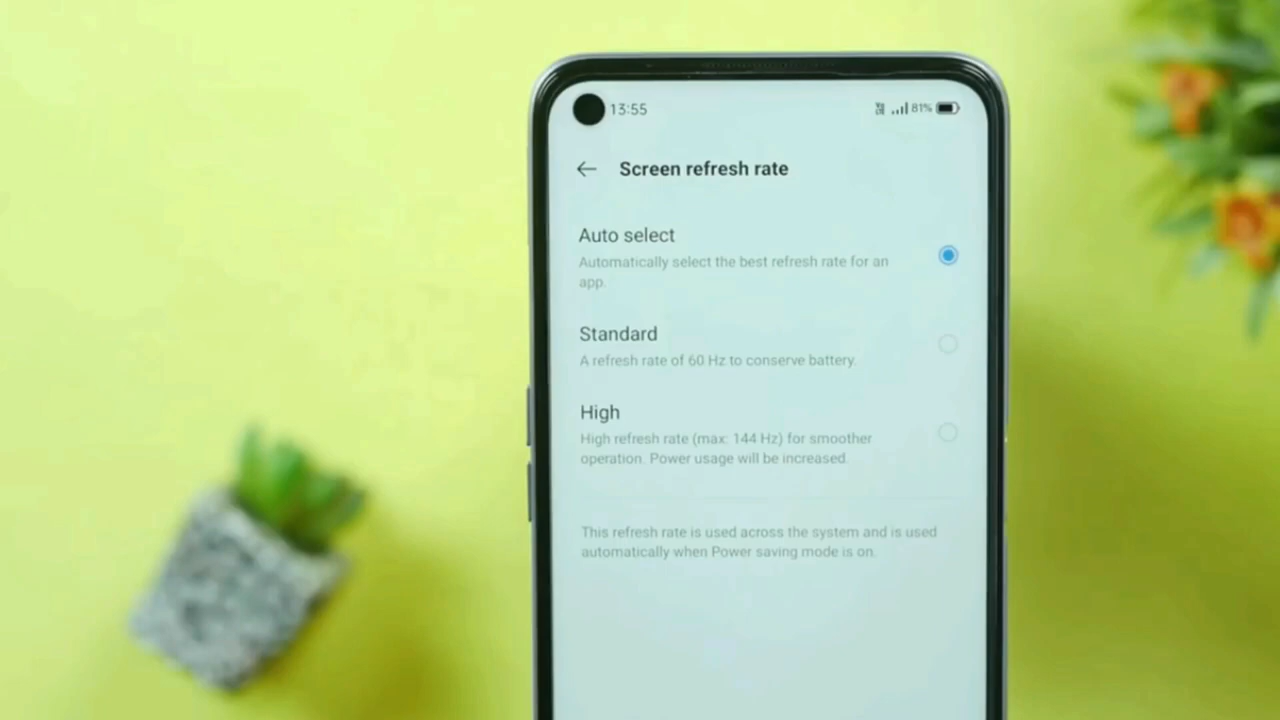 13:55 81%
Screen refresh rate
Auto select
Automatically select the best refresh rate for an
app.
Standard
A refresh rate of 60 Hz to conserve battery.
High
High refresh rate (max: 144 Hz) for smoother
operation. Power usage will be increased.
This refresh rate is used across the system and is used
automatically when Power saving mode is on.